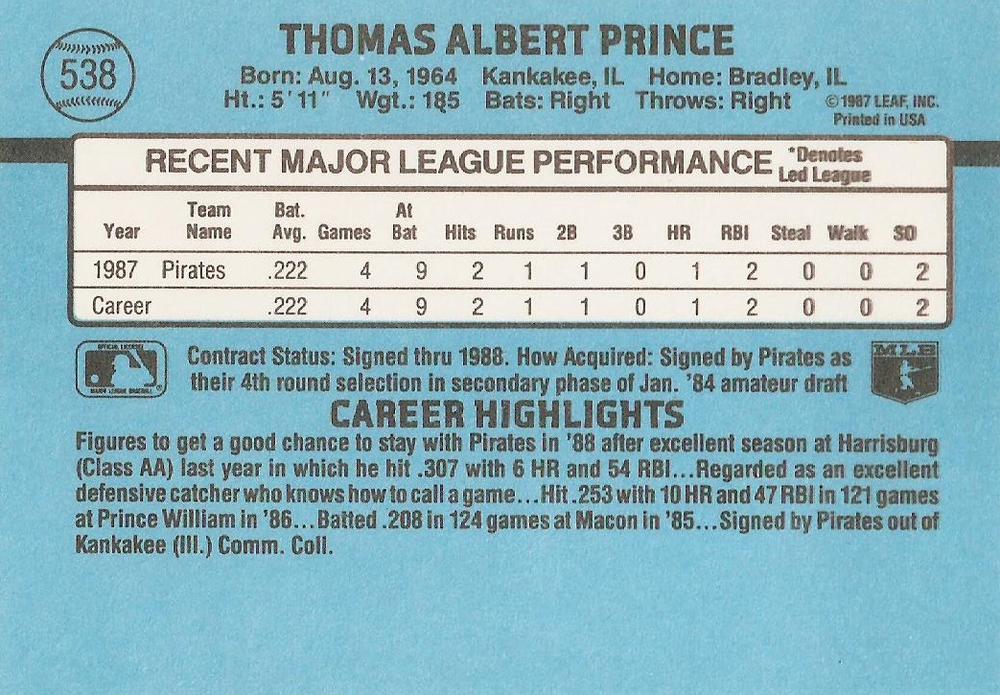 538
THOMAS ALBERT PRINCE
Born: Aug. 13, 1964 Kankakee, IL Home: Bradley, IL
Ht.: 5'11" Wgt.: 185 Bats: Right Throws: Right
© 1987 LEAF, INC.
Printed in USA
RECENT MAJOR LEAGUE PERFORMANCE *Denotes
Led League
Year Team Name Bat. Avg. Games At Bat Hits Runs 2B 3B HR RBI Steal Walk SO
1987 Pirates .222 4 9 2 1 1 0 1 2 0 0 2
Career .222 4 9 2 1 1 0 1 2 0 0 2
OFFICIAL LICENSEE
MAJOR LEAGUE BASEBALL
Contract Status: Signed thru 1988. How Acquired: Signed by Pirates as
their 4th round selection in secondary phase of Jan. '84 amateur draft
MLB
CAREER HIGHLIGHTS
Figures to get a good chance to stay with Pirates in '88 after excellent season at Harrisburg
(Class AA) last year in which he hit .307 with 6 HR and 54 RBI...Regarded as an excellent
defensive catcher who knows how to call a game...Hit .253 with 10 HR and 47 RBI in 121 games
at Prince William in '86...Batted .208 in 124 games at Macon in '85...Signed by Pirates out of
Kankakee (Ill.) Comm. Coll.